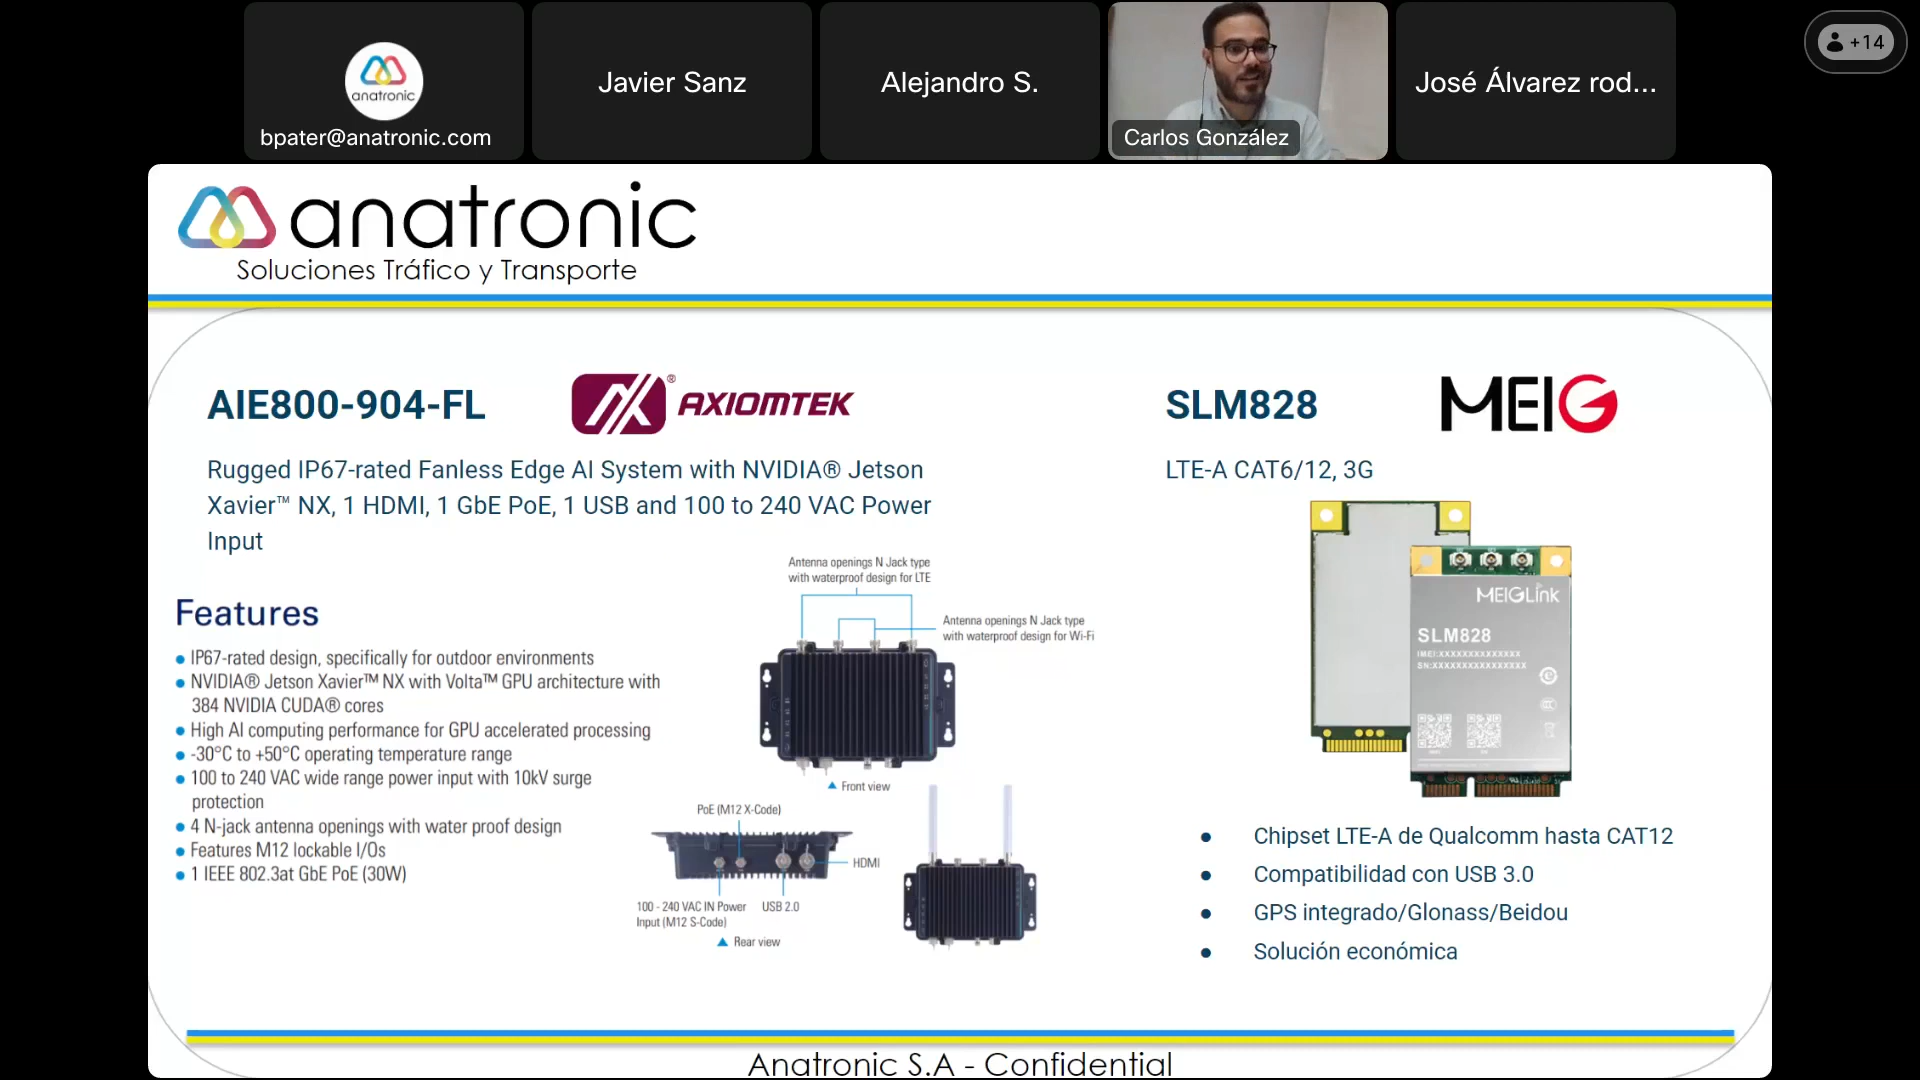 anatronic
bpater@anatronic.com
Javier Sanz
Alejandro S.
Carlos González
José Álvarez rod...
+14
anatronic
Soluciones Tráfico y Transporte
AIE800-904-FL
AXIOMTEK®
Rugged IP67-rated Fanless Edge AI System with NVIDIA® Jetson
Xavier™ NX, 1 HDMI, 1 GbE PoE, 1 USB and 100 to 240 VAC Power
Input
Antenna openings N Jack type
with waterproof design for LTE
Antenna openings N Jack type
with waterproof design for Wi-Fi
Features
● IP67-rated design, specifically for outdoor environments
● NVIDIA® Jetson Xavier™ NX with Volta™ GPU architecture with
384 NVIDIA CUDA® cores
● High AI computing performance for GPU accelerated processing
● -30°C to +50°C operating temperature range
● 100 to 240 VAC wide range power input with 10kV surge
protection
● 4 N-jack antenna openings with water proof design
● Features M12 lockable I/Os
● 1 IEEE 802.3at GbE PoE (30W)
▲ Front view
PoE (M12 X-Code)
HDMI
100 - 240 VAC IN Power
Input (M12 S-Code)
USB 2.0
▲ Rear view
SLM828
MEIG
LTE-A CAT6/12, 3G
MEIGLink
SLM828
IMEI:XXXXXXXXXXXXXX
SN:XXXXXXXXXXXXXXXX
● Chipset LTE-A de Qualcomm hasta CAT12
● Compatibilidad con USB 3.0
● GPS integrado/Glonass/Beidou
● Solución económica
Anatronic S.A - Confidential